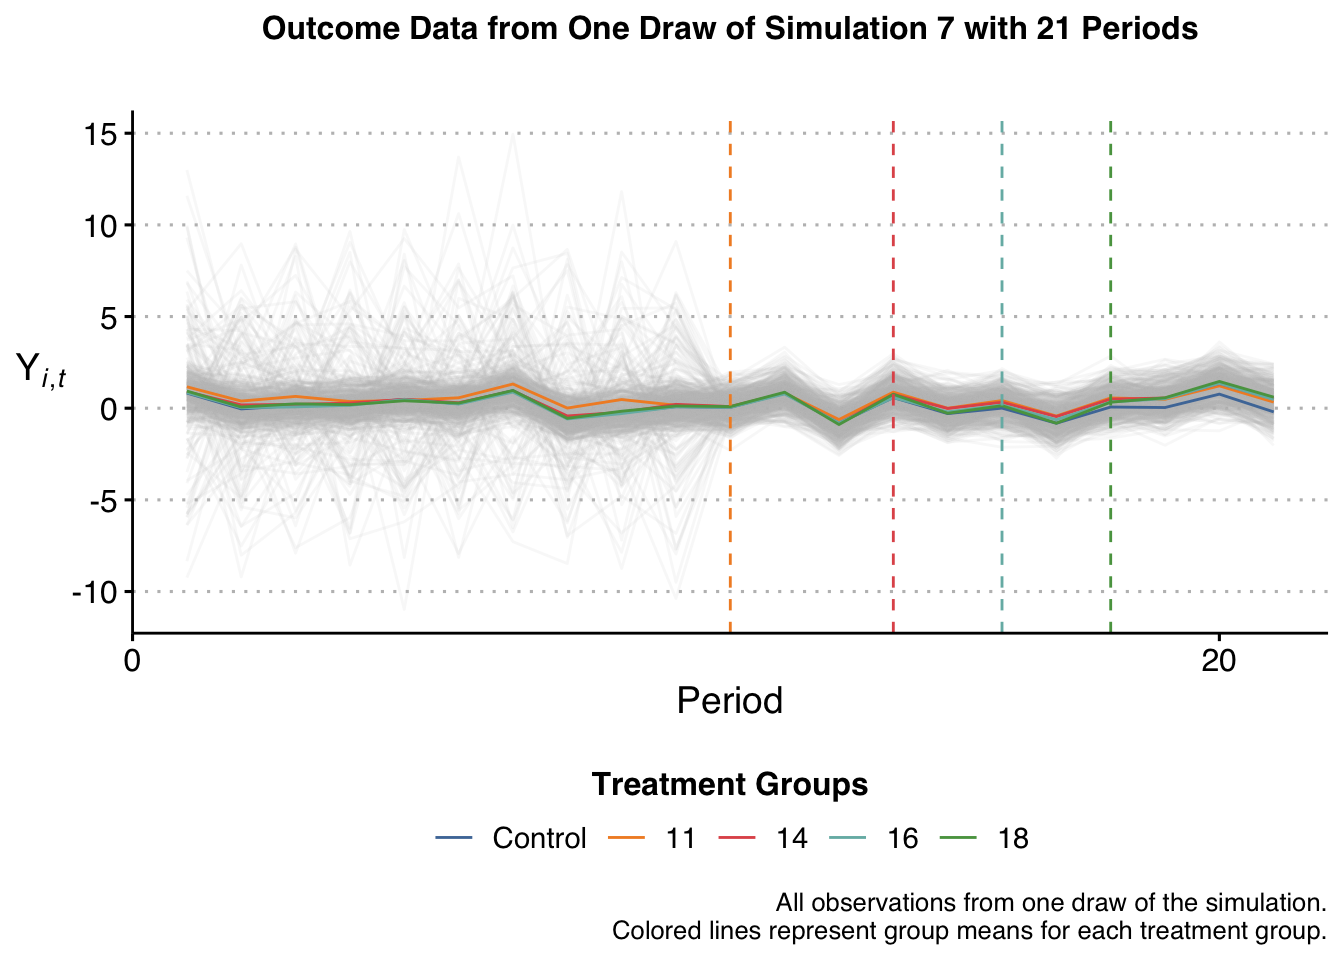 Outcome Data from One Draw of Simulation 7 with 21 Periods
15
10
5
0
-5
-10
Y i,t
0 20
Period
Treatment Groups
Control 11 14 16 18
All observations from one draw of the simulation.
Colored lines represent group means for each treatment group.